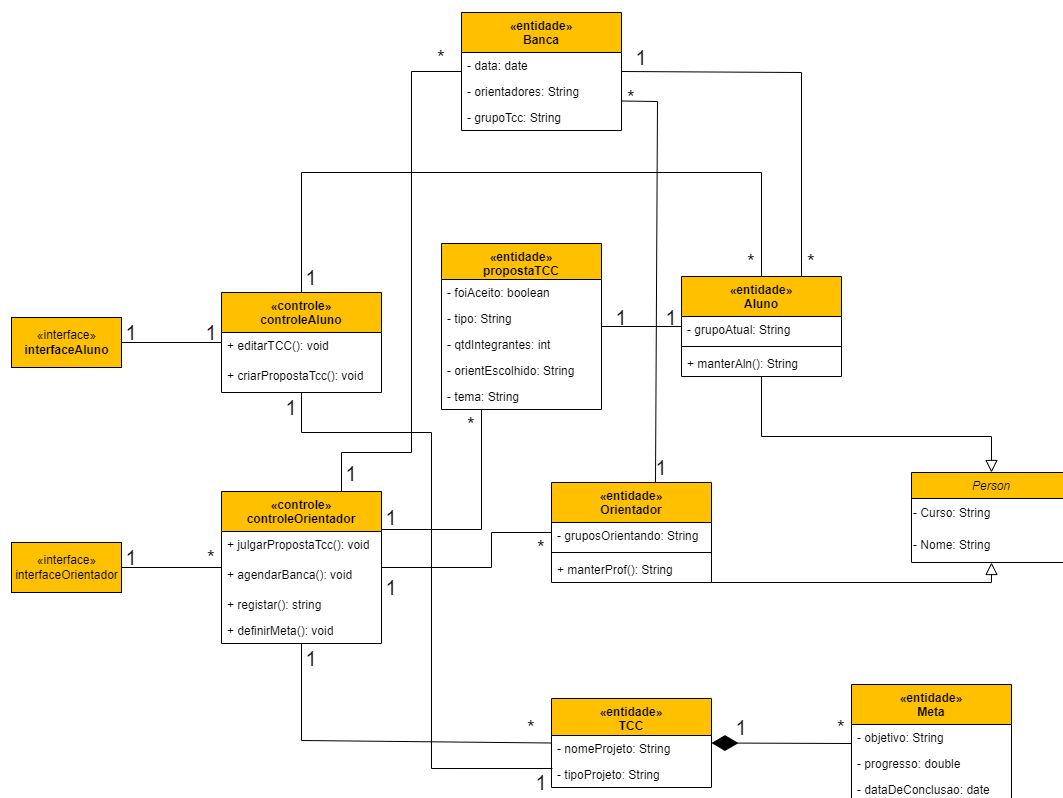 «entidade»
Banca
- data: date
- orientadores: String
- grupoTcc: String
*
1
*
1
*
*
«entidade»
propostaTCC
- foiAceito: boolean
- tipo: String
- qtdIntegrantes: int
- orientEscolhido: String
- tema: String
1
1
*
«entidade»
Aluno
- grupoAtual: String
+ manterAln(): String
«interface»
interfaceAluno
1
1
«controle»
controleAluno
+ editarTCC(): void
+ criarPropostaTcc(): void
1
1
1
Person
- Curso: String
- Nome: String
«entidade»
Orientador
- gruposOrientando: String
+ manterProf(): String
«controle»
controleOrientador
+ julgarPropostaTcc(): void
+ agendarBanca(): void
+ registar(): string
+ definirMeta(): void
1
*
1
1
*
«interface»
interfaceOrientador
1
*
«entidade»
TCC
- nomeProjeto: String
- tipoProjeto: String
1
1
*
«entidade»
Meta
- objetivo: String
- progresso: double
- dataDeConclusao: date